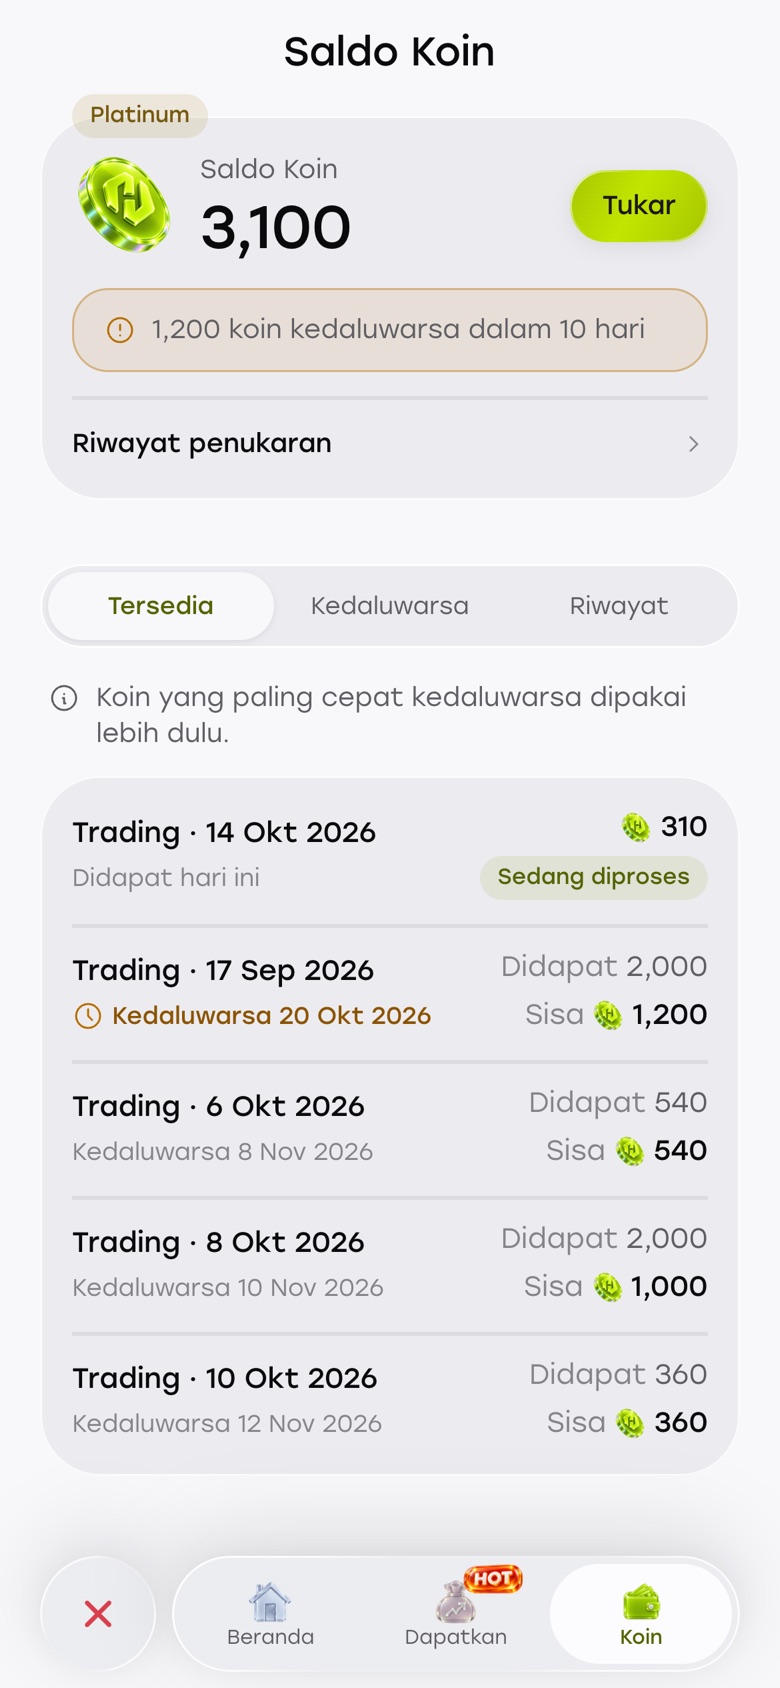 Saldo Koin
Platinum
Saldo Koin
3,100
Tukar
1,200 koin kedaluwarsa dalam 10 hari
Riwayat penukaran
Tersedia
Kedaluwarsa
Riwayat
Koin yang paling cepat kedaluwarsa dipakai
lebih dulu.
Trading · 14 Okt 2026
310
Didapat hari ini
Sedang diproses
Trading · 17 Sep 2026
Didapat 2,000
Kedaluwarsa 20 Okt 2026
Sisa 1,200
Trading · 6 Okt 2026
Didapat 540
Kedaluwarsa 8 Nov 2026
Sisa 540
Trading · 8 Okt 2026
Didapat 2,000
Kedaluwarsa 10 Nov 2026
Sisa 1,000
Trading · 10 Okt 2026
Didapat 360
Kedaluwarsa 12 Nov 2026
Sisa 360
HOT
Beranda
Dapatkan
Koin